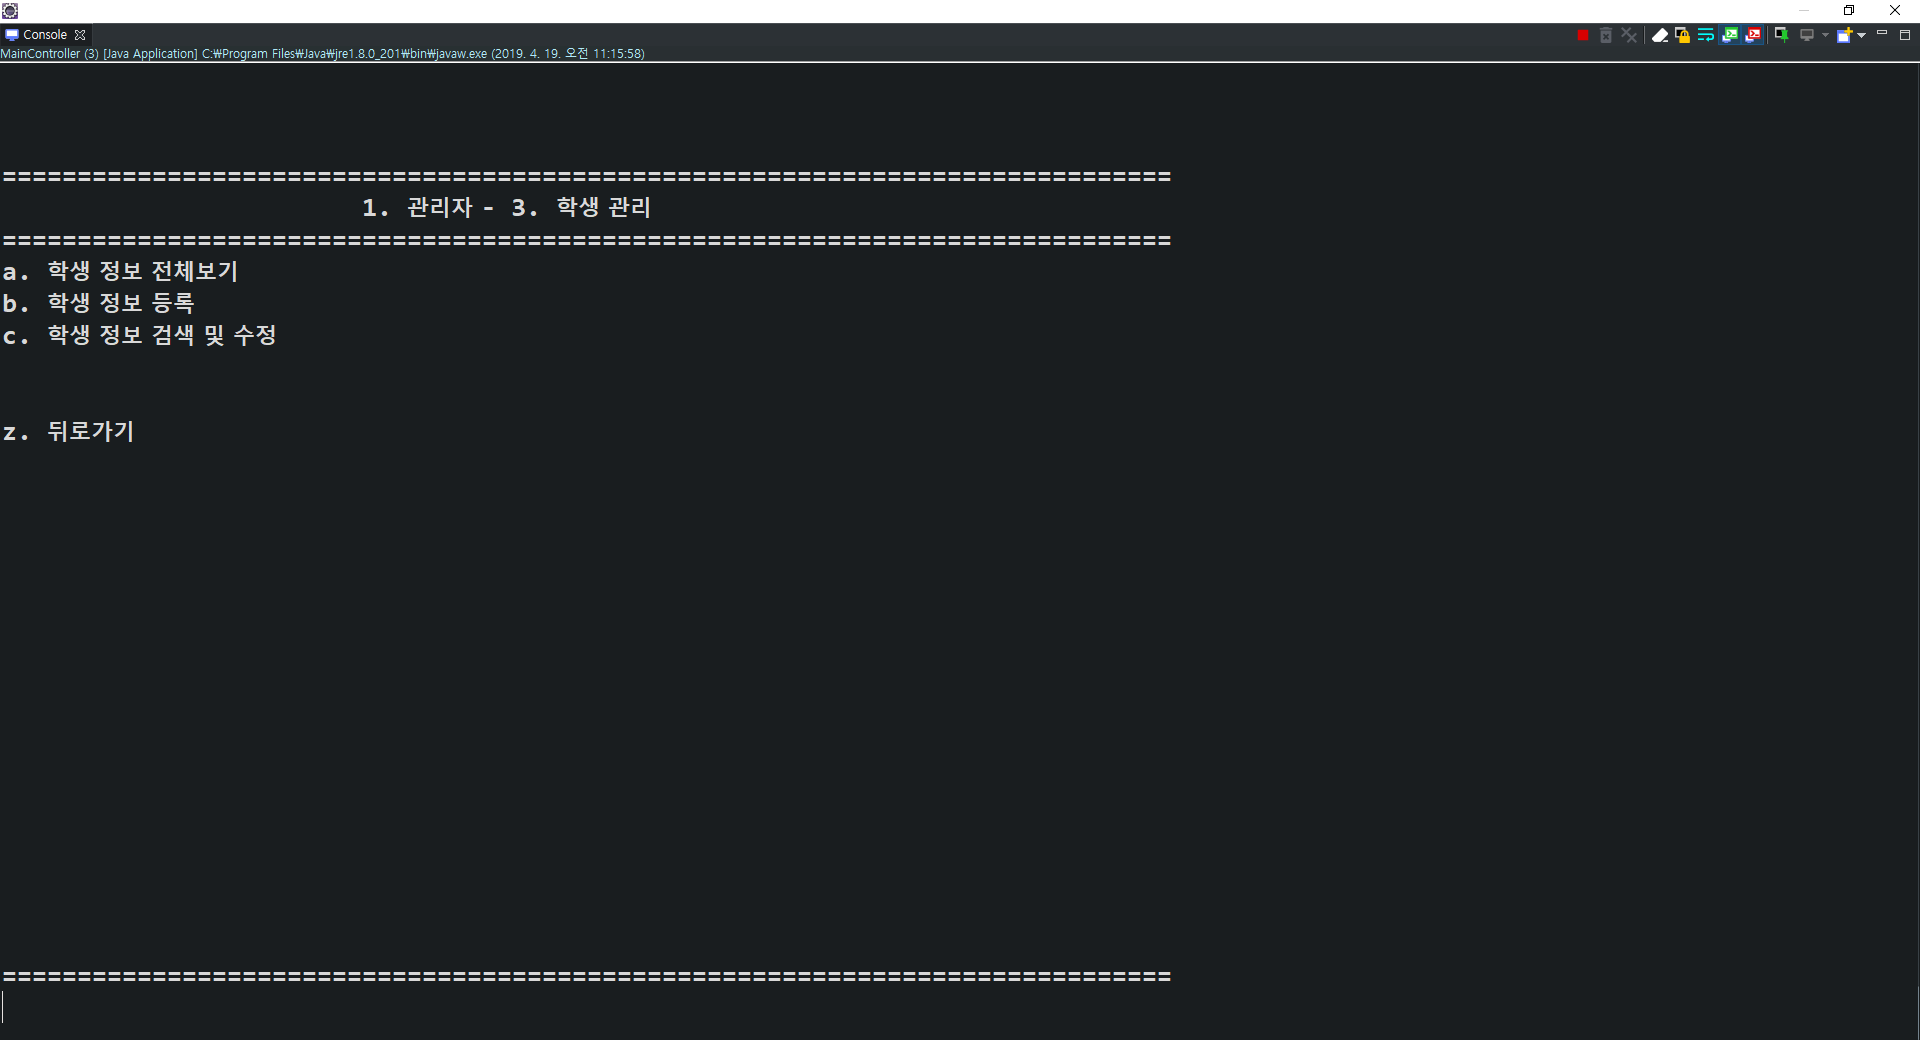 Console
MainController (3) [Java Application] C:₩Program Files₩Java₩jre1.8.0_201₩bin₩javaw.exe (2019. 4. 19. 오전 11:15:58)
==============================================================================
1. 관리자 - 3. 학생 관리
==============================================================================
a. 학생 정보 전체보기
b. 학생 정보 등록
c. 학생 정보 검색 및 수정
z. 뒤로가기
==============================================================================